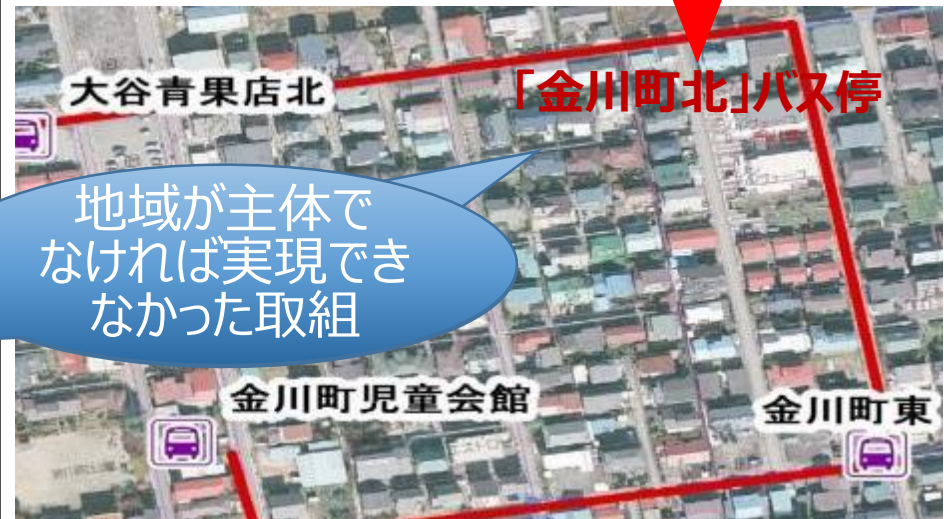 大谷青果店北
「金川町北」バス停
地域が主体で
なければ実現でき
なかった取組
金川町児童会館
金川町東